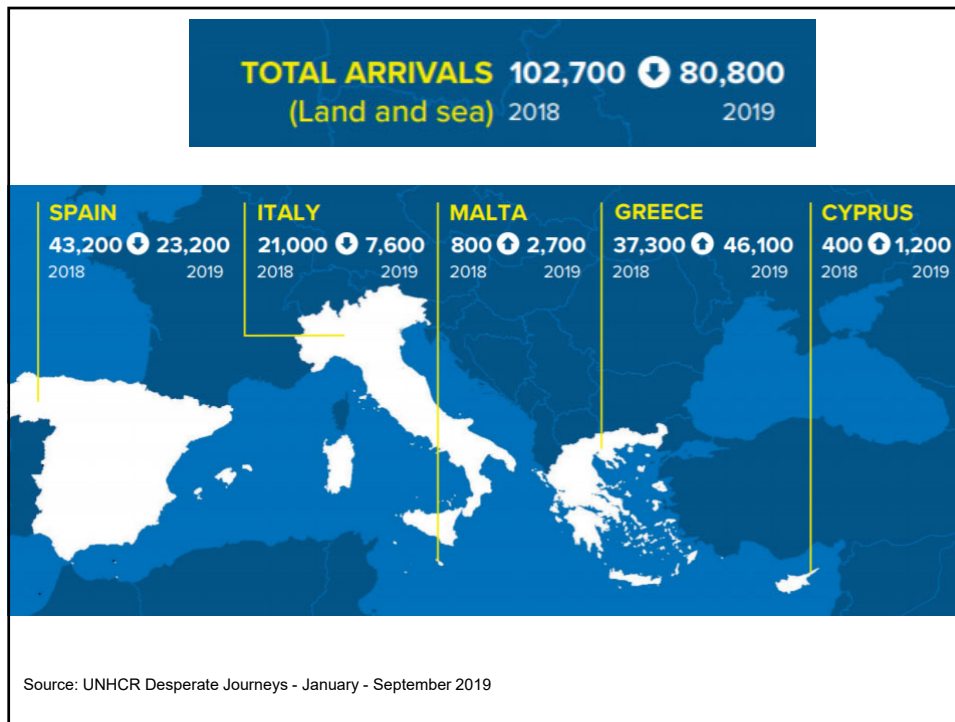 TOTAL ARRIVALS 102,700 80,800
(Land and sea) 2018 2019
SPAIN
43,200 23,200
2018 2019
ITALY
21,000 7,600
2018 2019
MALTA
800 2,700
2018 2019
GREECE
37,300 46,100
2018 2019
CYPRUS
400 1,200
2018 2019
Source: UNHCR Desperate Journeys - January - September 2019